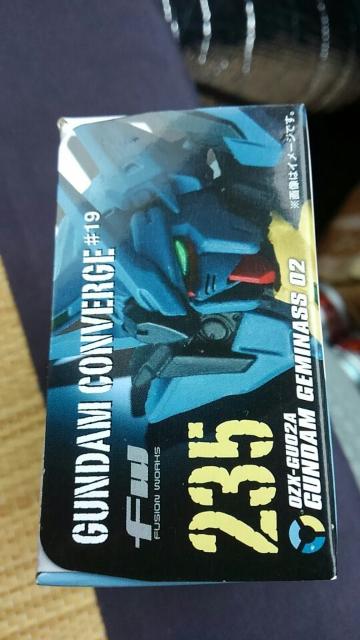 GUNDAM CONVERGE #19
fw
FUSION WORKS
235
OZX-GU02A
GUNDAM GEMINASS 02
※画像はイメージです。